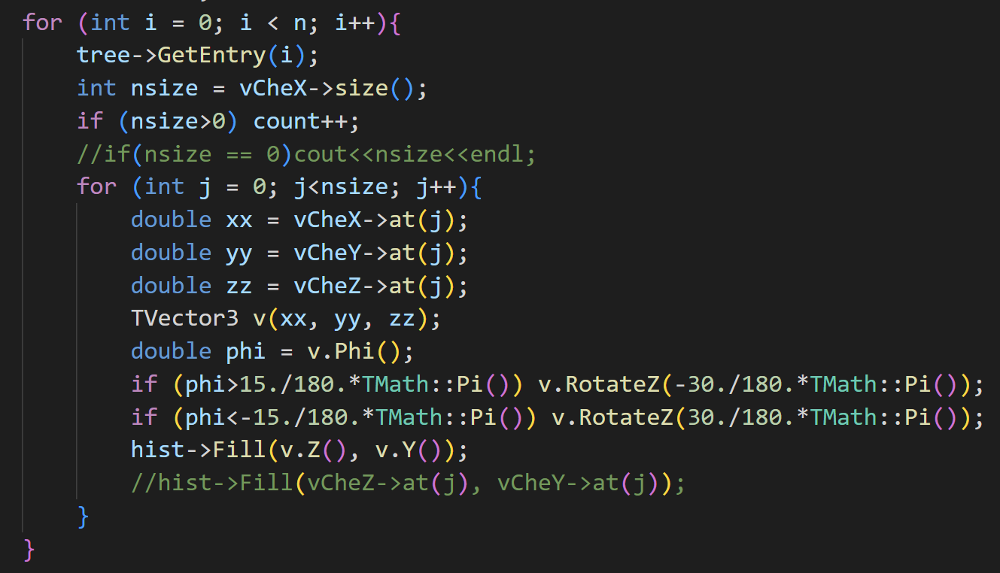 for (int i = 0; i < n; i++){
    tree->GetEntry(i);
    int nsize = vCheX->size();
    if (nsize>0) count++;
    //if(nsize == 0)cout<<nsize<<endl;
    for (int j = 0; j<nsize; j++){
        double xx = vCheX->at(j);
        double yy = vCheY->at(j);
        double zz = vCheZ->at(j);
        TVector3 v(xx, yy, zz);
        double phi = v.Phi();
        if (phi>15./180.*TMath::Pi()) v.RotateZ(-30./180.*TMath::Pi());
        if (phi<-15./180.*TMath::Pi()) v.RotateZ(30./180.*TMath::Pi());
        hist->Fill(v.Z(), v.Y());
        //hist->Fill(vCheZ->at(j), vCheY->at(j));
    }
}